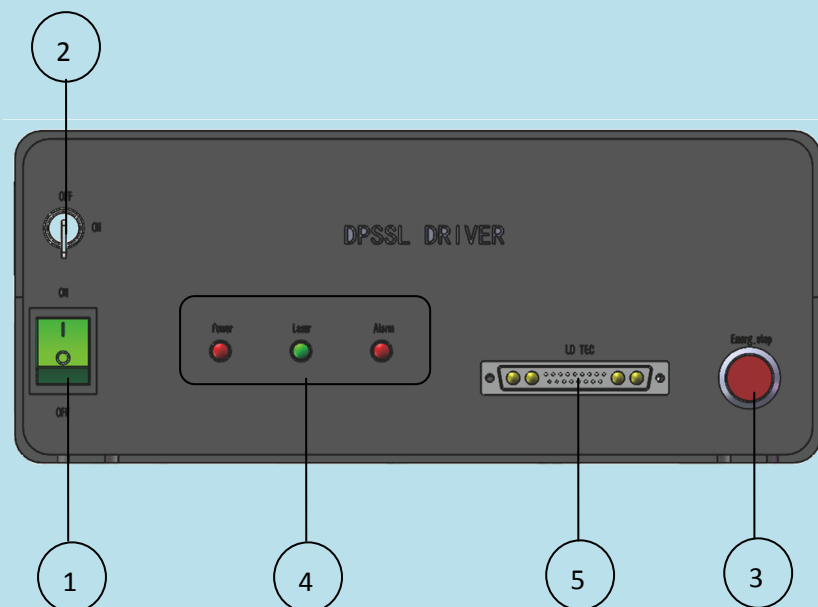 2
OFF
ON
DPSSL DRIVER
ON
Power Laser Alarm
LD TEC
Emerg.stop
OFF
1
4
5
3